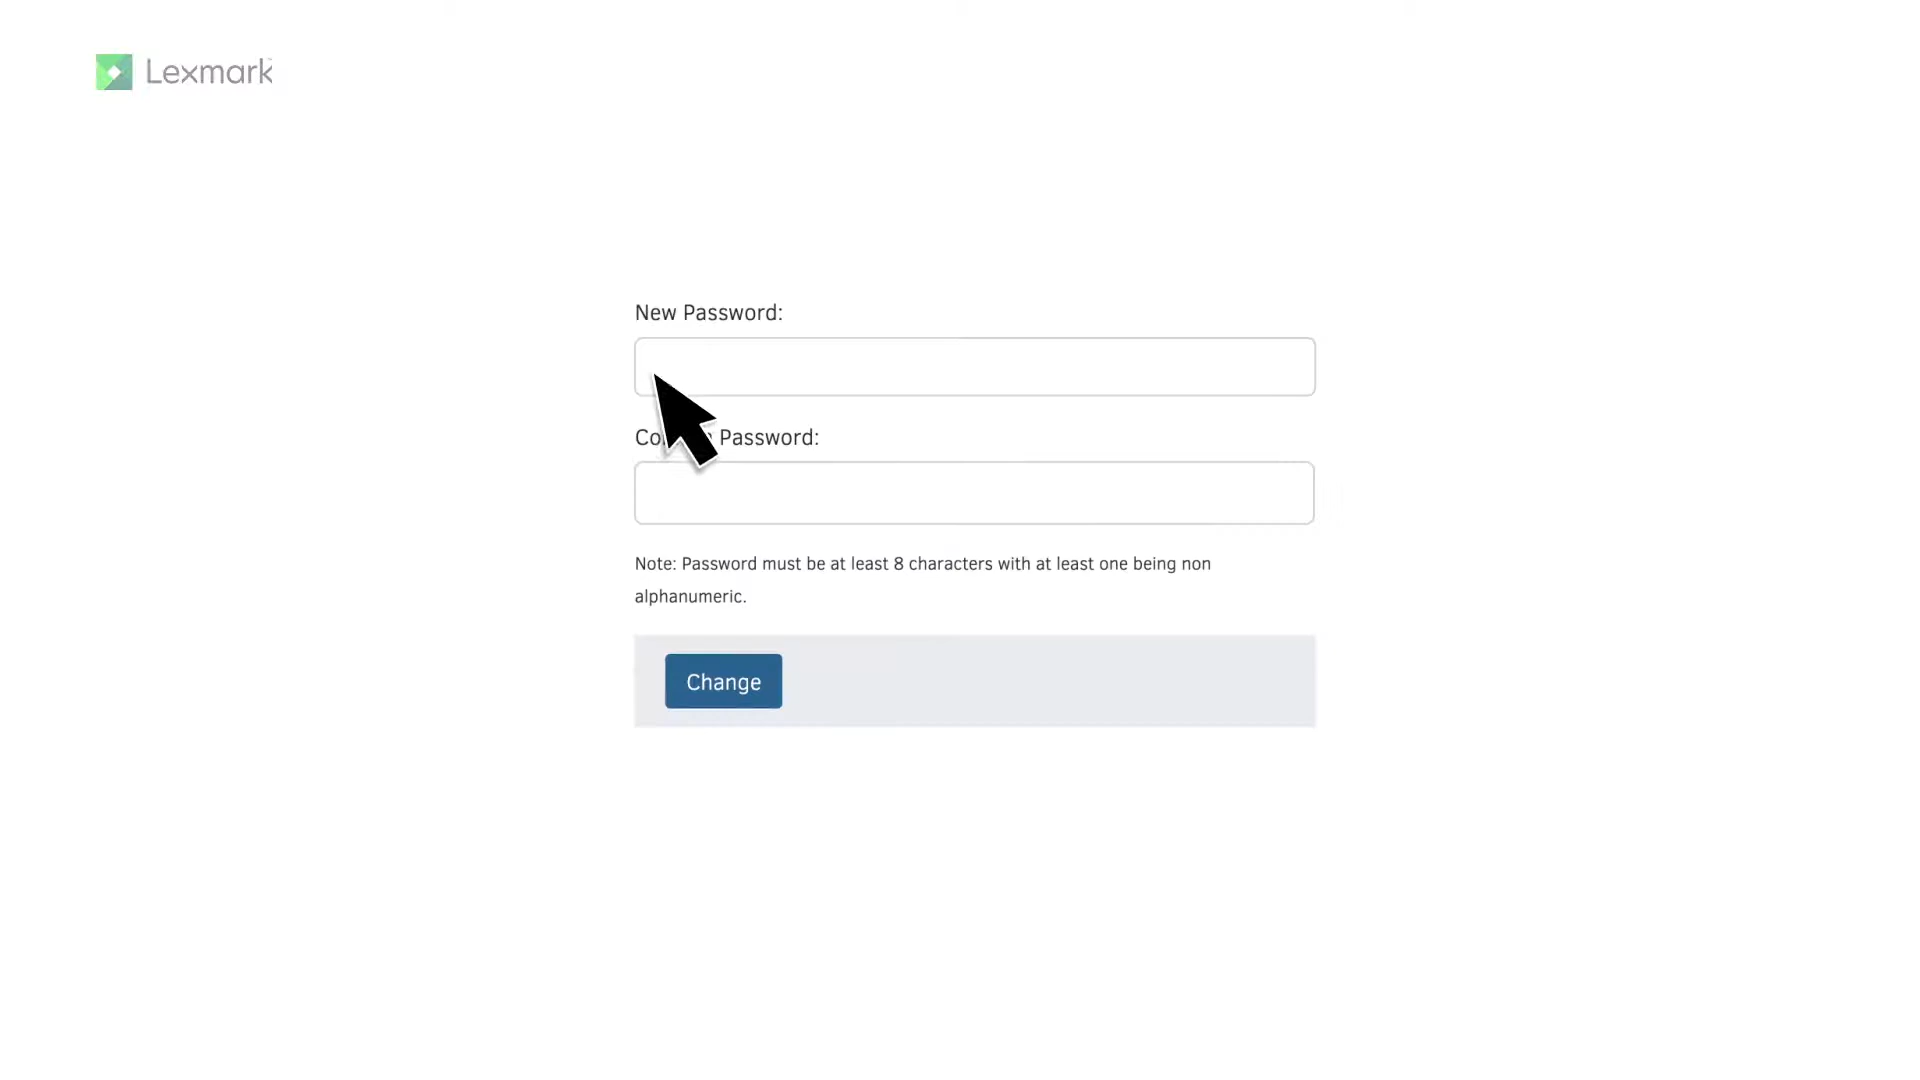 Lexmark
New Password:
Password:
Note: Password must be at least 8 characters with at least one being non
alphanumeric.
Change